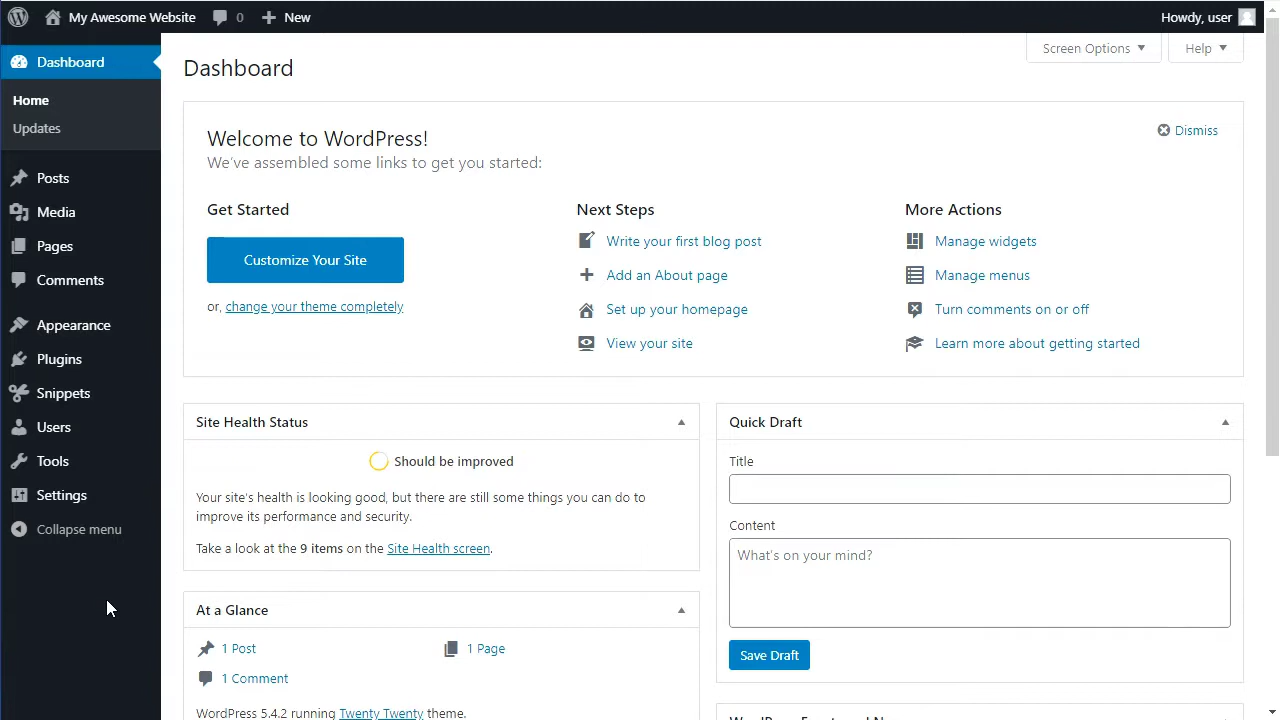 My Awesome Website 0 New Howdy, user
Dashboard
Home
Updates
Posts
Media
Pages
Comments
Appearance
Plugins
Snippets
Users
Tools
Settings
Collapse menu
Screen Options Help
Dashboard
Welcome to WordPress!
We've assembled some links to get you started:
Dismiss
Get Started
Customize Your Site
or, change your theme completely
Next Steps
Write your first blog post
Add an About page
Set up your homepage
View your site
More Actions
Manage widgets
Manage menus
Turn comments on or off
Learn more about getting started
Site Health Status
Should be improved
Your site's health is looking good, but there are still some things you can do to
improve its performance and security.
Take a look at the 9 items on the Site Health screen.
At a Glance
1 Post 1 Page
1 Comment
WordPress 5.4.2 running Twenty Twenty theme.
Quick Draft
Title
Content
What's on your mind?
Save Draft